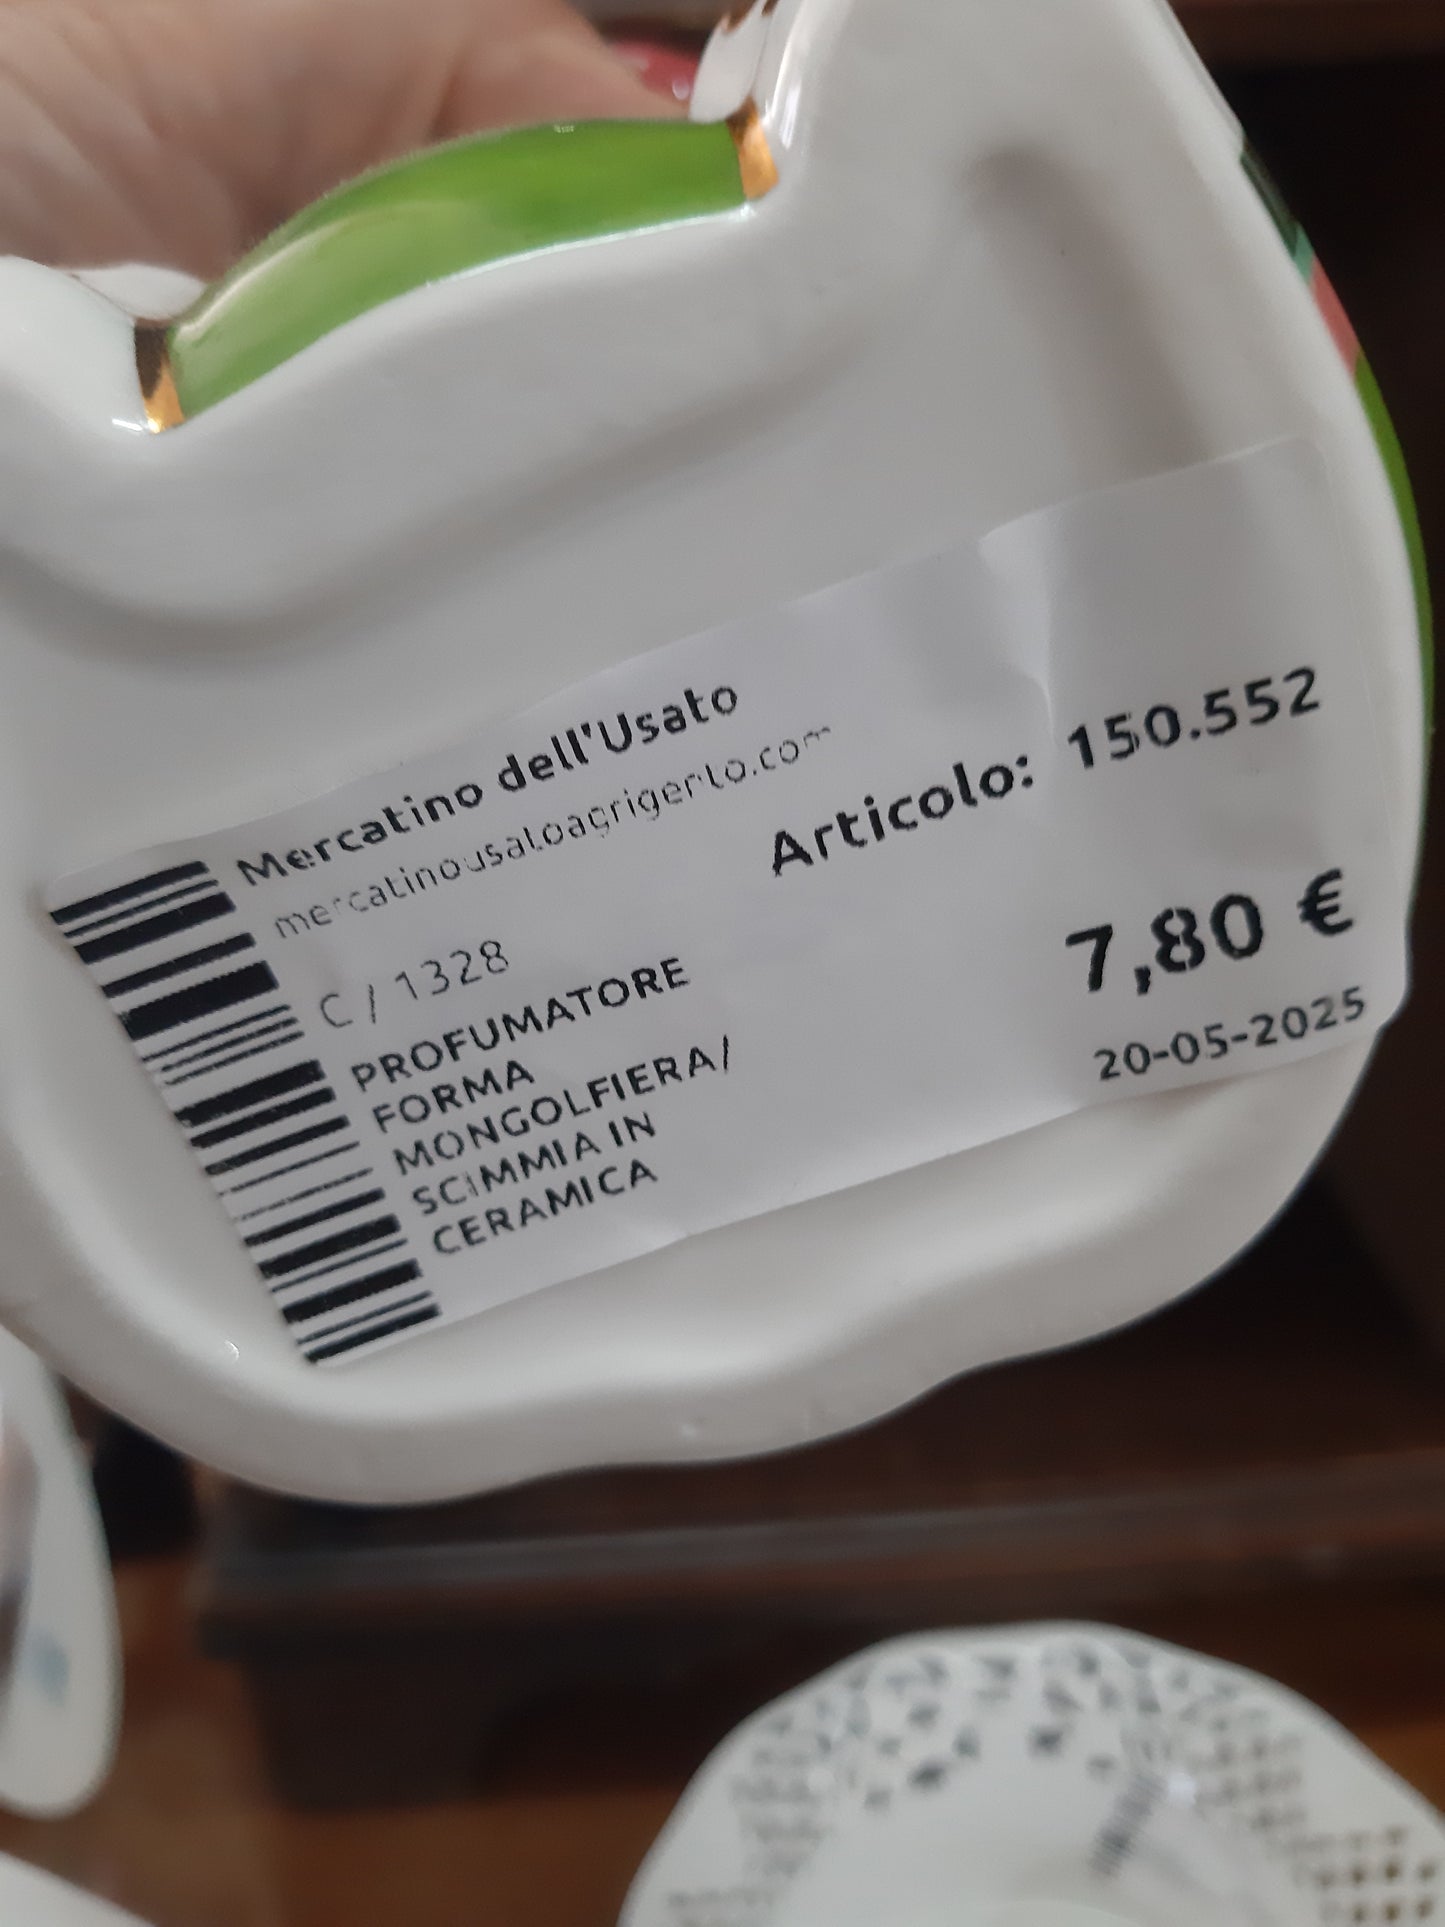 Mercatino dell'Usato
mercatinousatoagrigento.com
Articolo: 150.552
C / 1328
7,80 €
PROFUMATORE
FORMA
MONGOLFIERA/
SCIMMIA IN
CERAMICA
20-05-2025